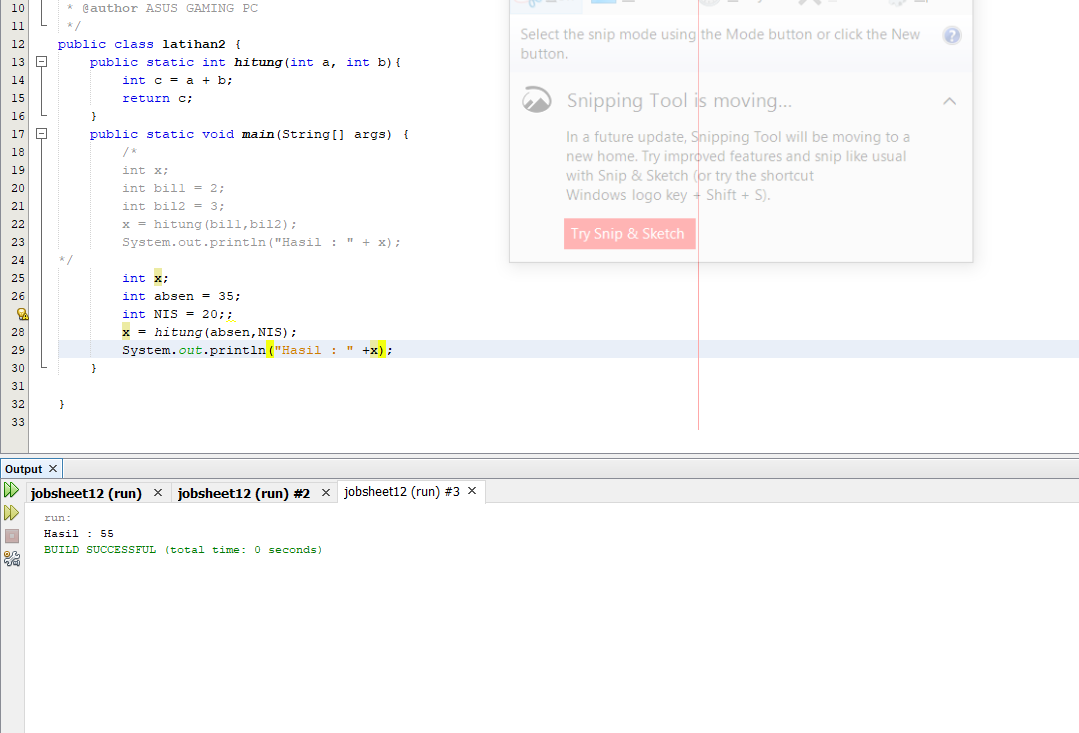 10 * @author ASUS GAMING PC
11 */
12 public class latihan2 {
13 public static int hitung(int a, int b){
14 int c = a + b;
15 return c;
16 }
17 public static void main(String[] args) {
18 /*
19 int x;
20 int bil1 = 2;
21 int bil2 = 3;
22 x = hitung(bil1,bil2);
23 System.out.println("Hasil : " + x);
24 */
25 int x;
26 int absen = 35;
int NIS = 20;;
28 x = hitung(absen,NIS);
29 System.out.println("Hasil : " +x);
30 }
31
32 }
33
Select the snip mode using the Mode button or click the New
button.
Snipping Tool is moving...
In a future update, Snipping Tool will be moving to a
new home. Try improved features and snip like usual
with Snip & Sketch (or try the shortcut
Windows logo key + Shift + S).
Try Snip & Sketch
Output
jobsheet12 (run) jobsheet12 (run) #2 jobsheet12 (run) #3
run:
Hasil : 55
BUILD SUCCESSFUL (total time: 0 seconds)